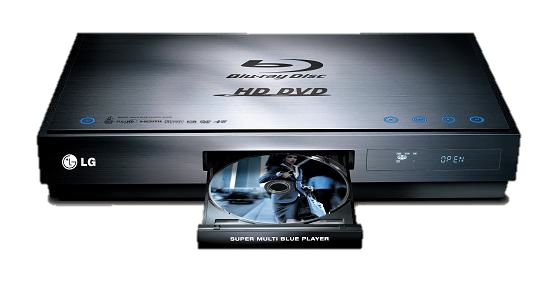 Blu-ray Disc
HD DVD
LG
OPEN
SUPER MULTI BLUE PLAYER